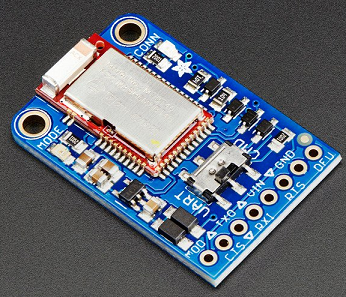 CONN
MODE
CMD
UART
MOD
CTS
TXO
RXI
VIN
RTS
GND
DFU